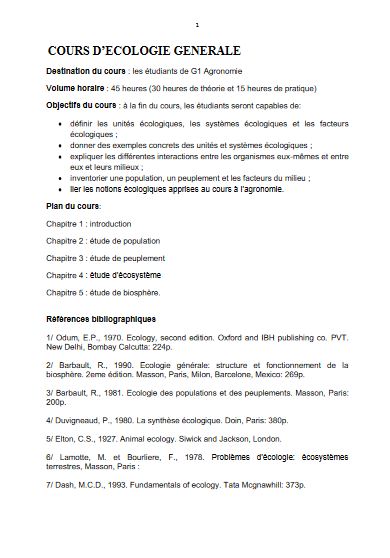 1
COURS D'ECOLOGIE GENERALE
Destination du cours : les étudiants de G1 Agronomie
Volume horaire : 45 heures (30 heures de théorie et 15 heures de pratique)
Objectifs du cours : à la fin du cours, les étudiants seront capables de:
• définir les unités écologiques, les systèmes écologiques et les facteurs
écologiques ;
• donner des exemples concrets des unités et systèmes écologiques ;
• expliquer les différentes interactions entre les organismes eux-mêmes et entre
eux et leurs milieux ;
• inventorier une population, un peuplement et les facteurs du milieu ;
• lier les notions écologiques apprises au cours à l'agronomie.
Plan du cours:
Chapitre 1 : introduction
Chapitre 2 : étude de population
Chapitre 3 : étude de peuplement
Chapitre 4 : étude d'écosystème
Chapitre 5 : étude de biosphère.
Références bibliographiques
1/ Odum, E.P., 1970. Ecology, second edition. Oxford and IBH publishing co. PVT.
New Delhi, Bombay Calcutta: 224p.
2/ Barbault, R., 1990. Ecologie générale: structure et fonctionnement de la
biosphère. 2eme édition. Masson, Paris, Milon, Barcelone, Mexico: 269p.
3/ Barbault, R., 1981. Ecologie des populations et des peuplements. Masson, Paris:
200p.
4/ Duvigneaud, P., 1980. La synthèse écologique. Doin, Paris: 380p.
5/ Elton, C.S., 1927. Animal ecology. Siwick and Jackson, London.
6/ Lamotte, M. et Bourliere, F., 1978. Problèmes d'écologie: écosystèmes
terrestres, Masson, Paris :
7/ Dash, M.C.D., 1993. Fundamentals of ecology. Tata Mcgnawhill: 373p.